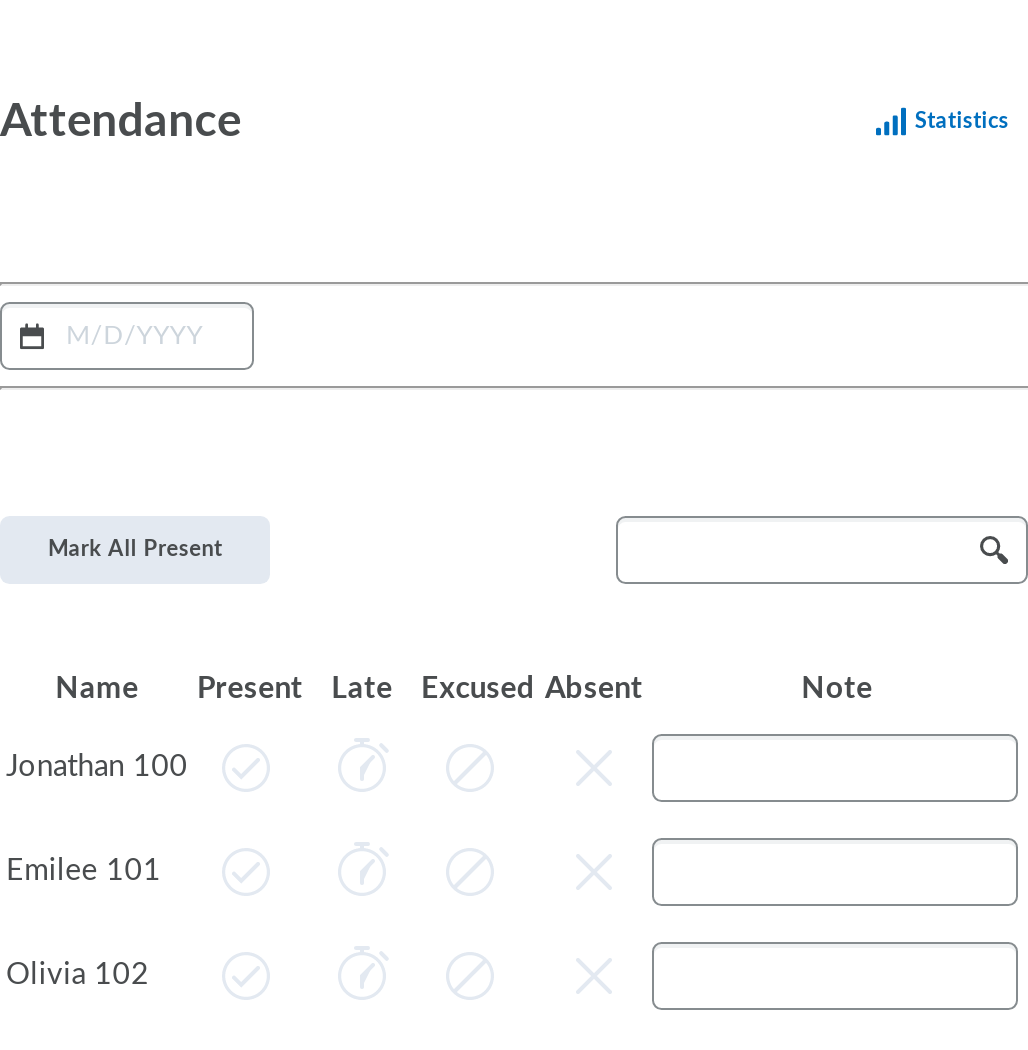 Attendance
Statistics
M/D/YYYY
Mark All Present
Name Present Late Excused Absent Note
Jonathan 100
Emilee 101
Olivia 102